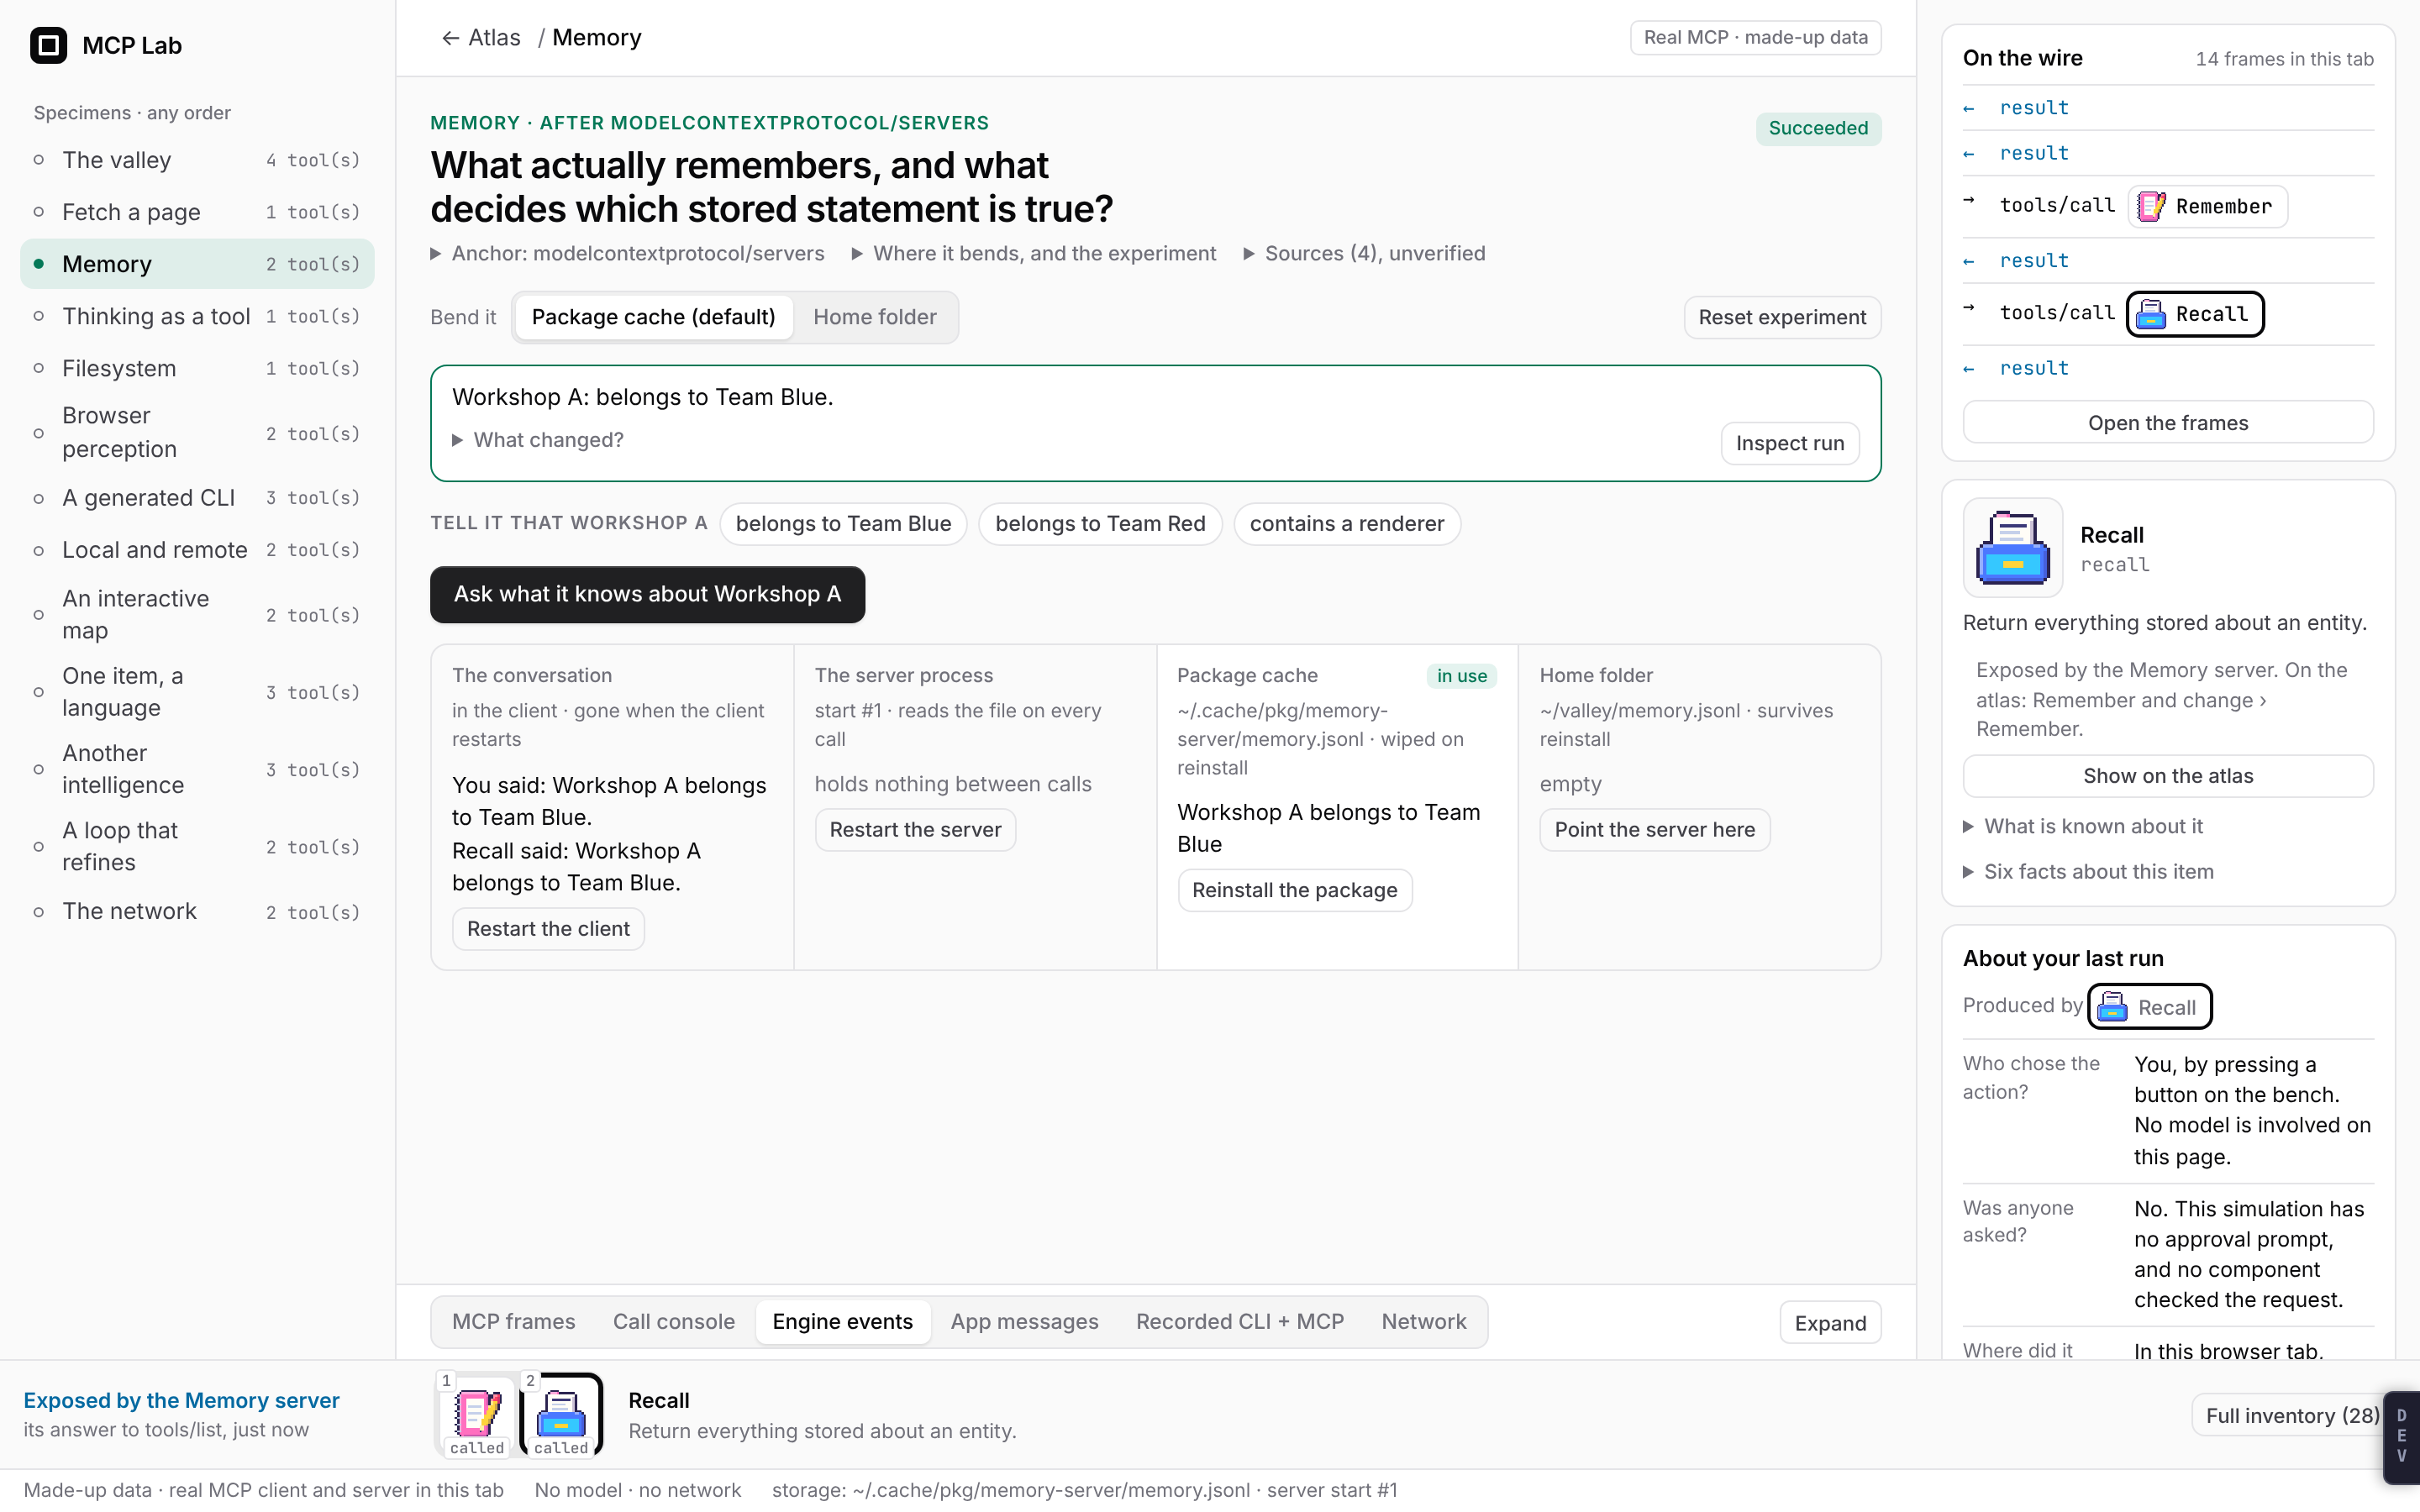 MCP Lab
Specimens · any order
The valley 4 tool(s)
Fetch a page 1 tool(s)
Memory 2 tool(s)
Thinking as a tool 1 tool(s)
Filesystem 1 tool(s)
Browser
perception 2 tool(s)
A generated CLI 3 tool(s)
Local and remote 2 tool(s)
An interactive
map 2 tool(s)
One item, a
language 3 tool(s)
Another
intelligence 3 tool(s)
A loop that
refines 2 tool(s)
The network 2 tool(s)
← Atlas / Memory
Real MCP · made-up data
MEMORY · AFTER MODELCONTEXTPROTOCOL/SERVERS
Succeeded
What actually remembers, and what
decides which stored statement is true?
Anchor: modelcontextprotocol/servers
Where it bends, and the experiment
Sources (4), unverified
Bend it
Package cache (default)
Home folder
Reset experiment
Workshop A: belongs to Team Blue.
What changed?
Inspect run
TELL IT THAT WORKSHOP A
belongs to Team Blue
belongs to Team Red
contains a renderer
Ask what it knows about Workshop A
The conversation
in the client · gone when the client
restarts
You said: Workshop A belongs
to Team Blue.
Recall said: Workshop A
belongs to Team Blue.
Restart the client
The server process
start #1 · reads the file on every
call
holds nothing between calls
Restart the server
Package cache
in use
~/.cache/pkg/memory-
server/memory.jsonl · wiped on
reinstall
Workshop A belongs to Team
Blue
Reinstall the package
Home folder
~/valley/memory.jsonl · survives
reinstall
empty
Point the server here
MCP frames
Call console
Engine events
App messages
Recorded CLI + MCP
Network
Expand
On the wire
14 frames in this tab
← result
← result
→ tools/call Remember
← result
→ tools/call Recall
← result
Open the frames
Recall
recall
Return everything stored about an entity.
Exposed by the Memory server. On the
atlas: Remember and change ›
Remember.
Show on the atlas
What is known about it
Six facts about this item
About your last run
Produced by Recall
Who chose the
action?
You, by pressing a
button on the bench.
No model is involved on
this page.
Was anyone
asked?
No. This simulation has
no approval prompt,
and no component
checked the request.
Where did it
In this browser tab,
Exposed by the Memory server
its answer to tools/list, just now
1
called
2
called
Recall
Return everything stored about an entity.
Full inventory (28)
DEV
Made-up data · real MCP client and server in this tab
No model · no network
storage: ~/.cache/pkg/memory-server/memory.jsonl · server start #1